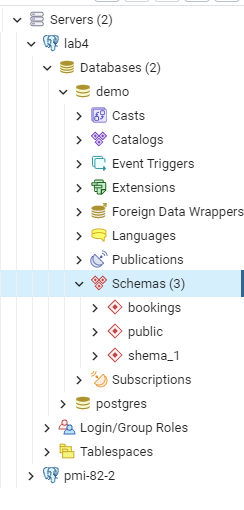 Servers (2)
lab4
Databases (2)
demo
Casts
Catalogs
Event Triggers
Extensions
Foreign Data Wrappers
Languages
Publications
Schemas (3)
bookings
public
shema_1
Subscriptions
postgres
Login/Group Roles
Tablespaces
pmi-82-2